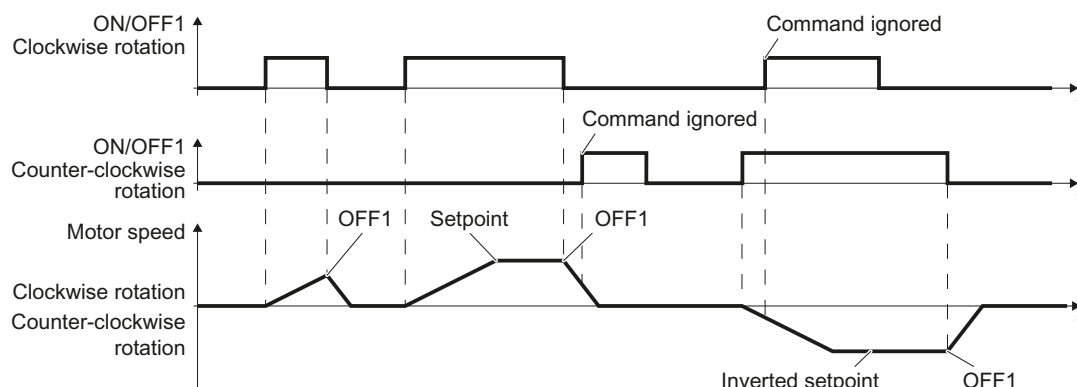 ON/OFF1
Clockwise rotation
Command ignored
ON/OFF1
Counter-clockwise
rotation
Command ignored
Motor speed
OFF1
Setpoint
OFF1
Clockwise rotation
Counter-clockwise
rotation
Inverted setpoint
OFF1